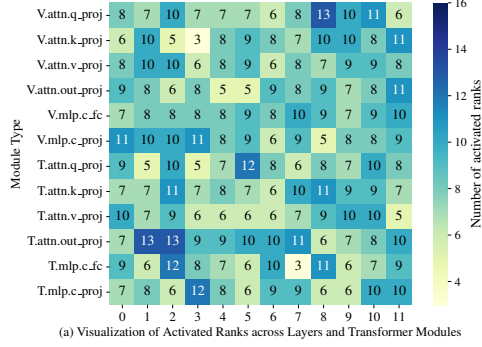 V.attn.q_proj 8 7 10 7 7 7 6 8 13 10 11 6
V.attn.k_proj 6 10 5 3 8 9 8 7 10 10 8 11
V.attn.v_proj 8 10 10 6 8 9 6 8 7 9 9 8
V.attn.out_proj 9 8 6 8 5 5 9 8 9 7 8 11
V.mlp.c_fc 7 8 8 8 8 9 8 10 9 7 9 10
V.mlp.c_proj 11 10 10 11 8 9 6 9 5 8 8 9
T.attn.q_proj 9 5 10 5 7 12 8 6 8 7 10 8
T.attn.k_proj 7 7 11 7 8 7 6 10 11 9 9 7
T.attn.v_proj 10 7 9 6 6 6 6 7 9 10 10 5
T.attn.out_proj 7 13 13 9 9 10 10 11 6 7 8 10
T.mlp.c_fc 9 6 12 8 8 6 10 3 11 6 7 9
T.mlp.c_proj 7 8 6 12 8 6 9 9 6 6 10 10
0 1 2 3 4 5 6 7 8 9 10 11
Module Type
16
14
12
10
8
6
4
Number of activated ranks
(a) Visualization of Activated Ranks across Layers and Transformer Modules